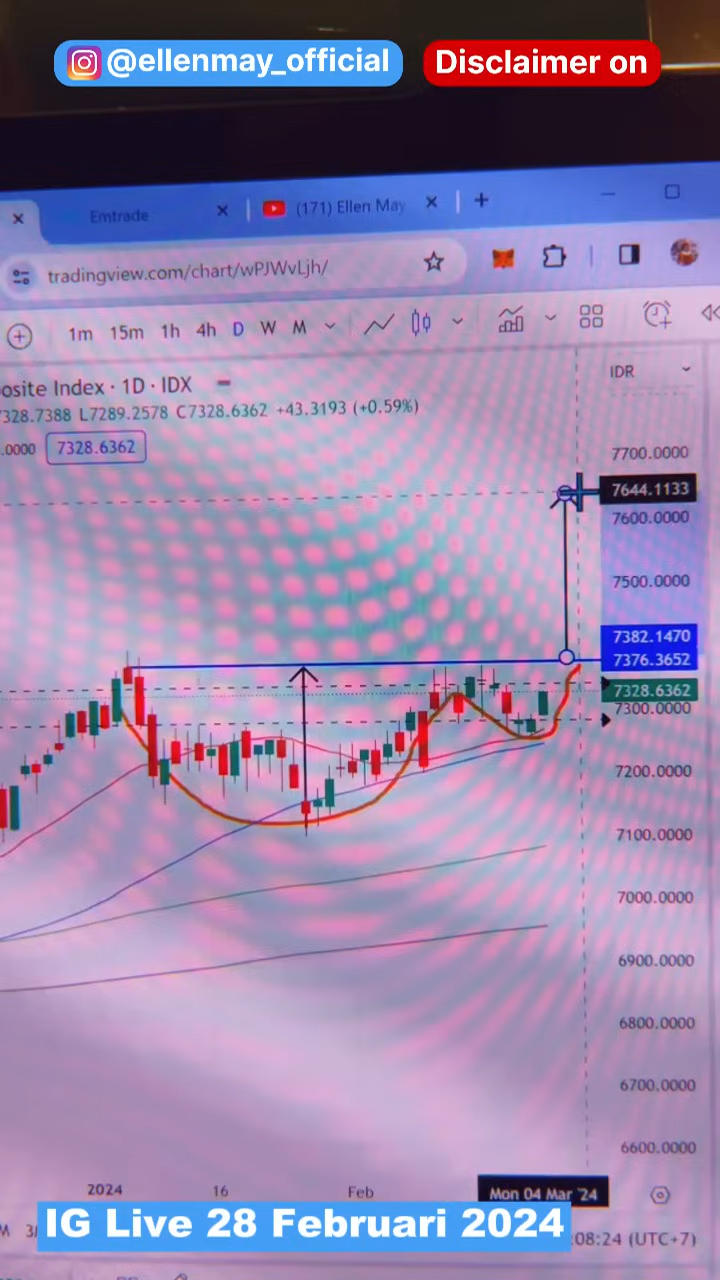 @ellenmay_official
Disclaimer on
Emtrade
(171) Ellen May
tradingview.com/chart/wPJWvLjh/
1m 15m 1h 4h D W M
osite Index · 1D · IDX
IDR
7328.7388 L7289.2578 C7328.6362 +43.3193 (+0.59%)
.0000 7328.6362
7700.0000
7644.1133
7600.0000
7500.0000
7382.1470
7376.3652
7328.6362
7300.0000
7200.0000
7100.0000
7000.0000
6900.0000
6800.0000
6700.0000
6600.0000
2024 16 Feb Mon 04 Mar '24
IG Live 28 Februari 2024
:08:24 (UTC+7)